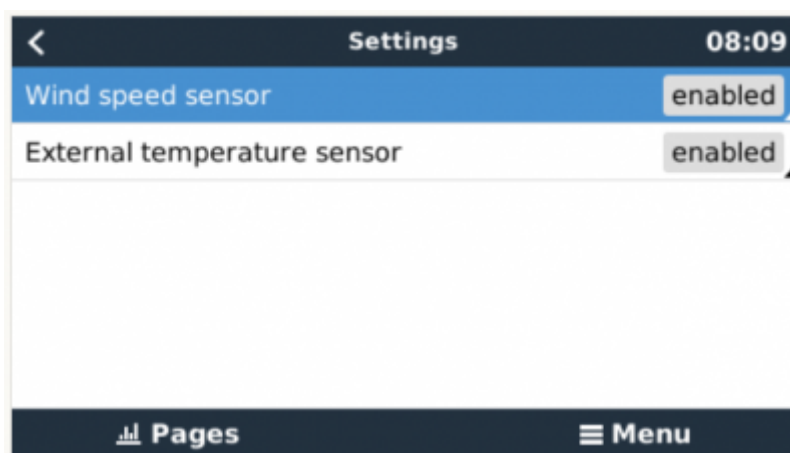 Settings 08:09
Wind speed sensor enabled
External temperature sensor enabled
Pages Menu